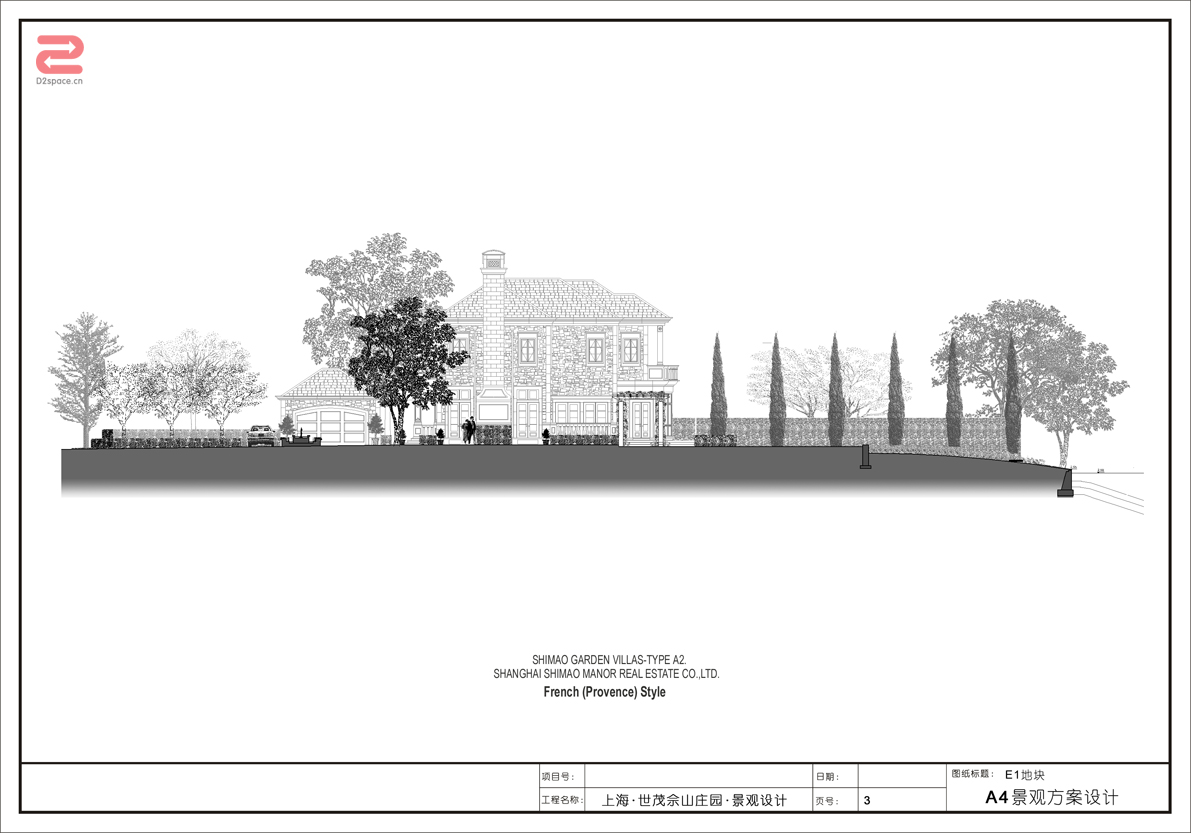 D2space.cn
SHIMAO GARDEN VILLAS-TYPE A2.
SHANGHAI SHIMAO MANOR REAL ESTATE CO.,LTD.
French (Provence) Style
项目号:
日期:
图纸标题: E1地块
工程名称: 上海·世茂佘山庄园·景观设计
页号: 3
A4景观方案设计